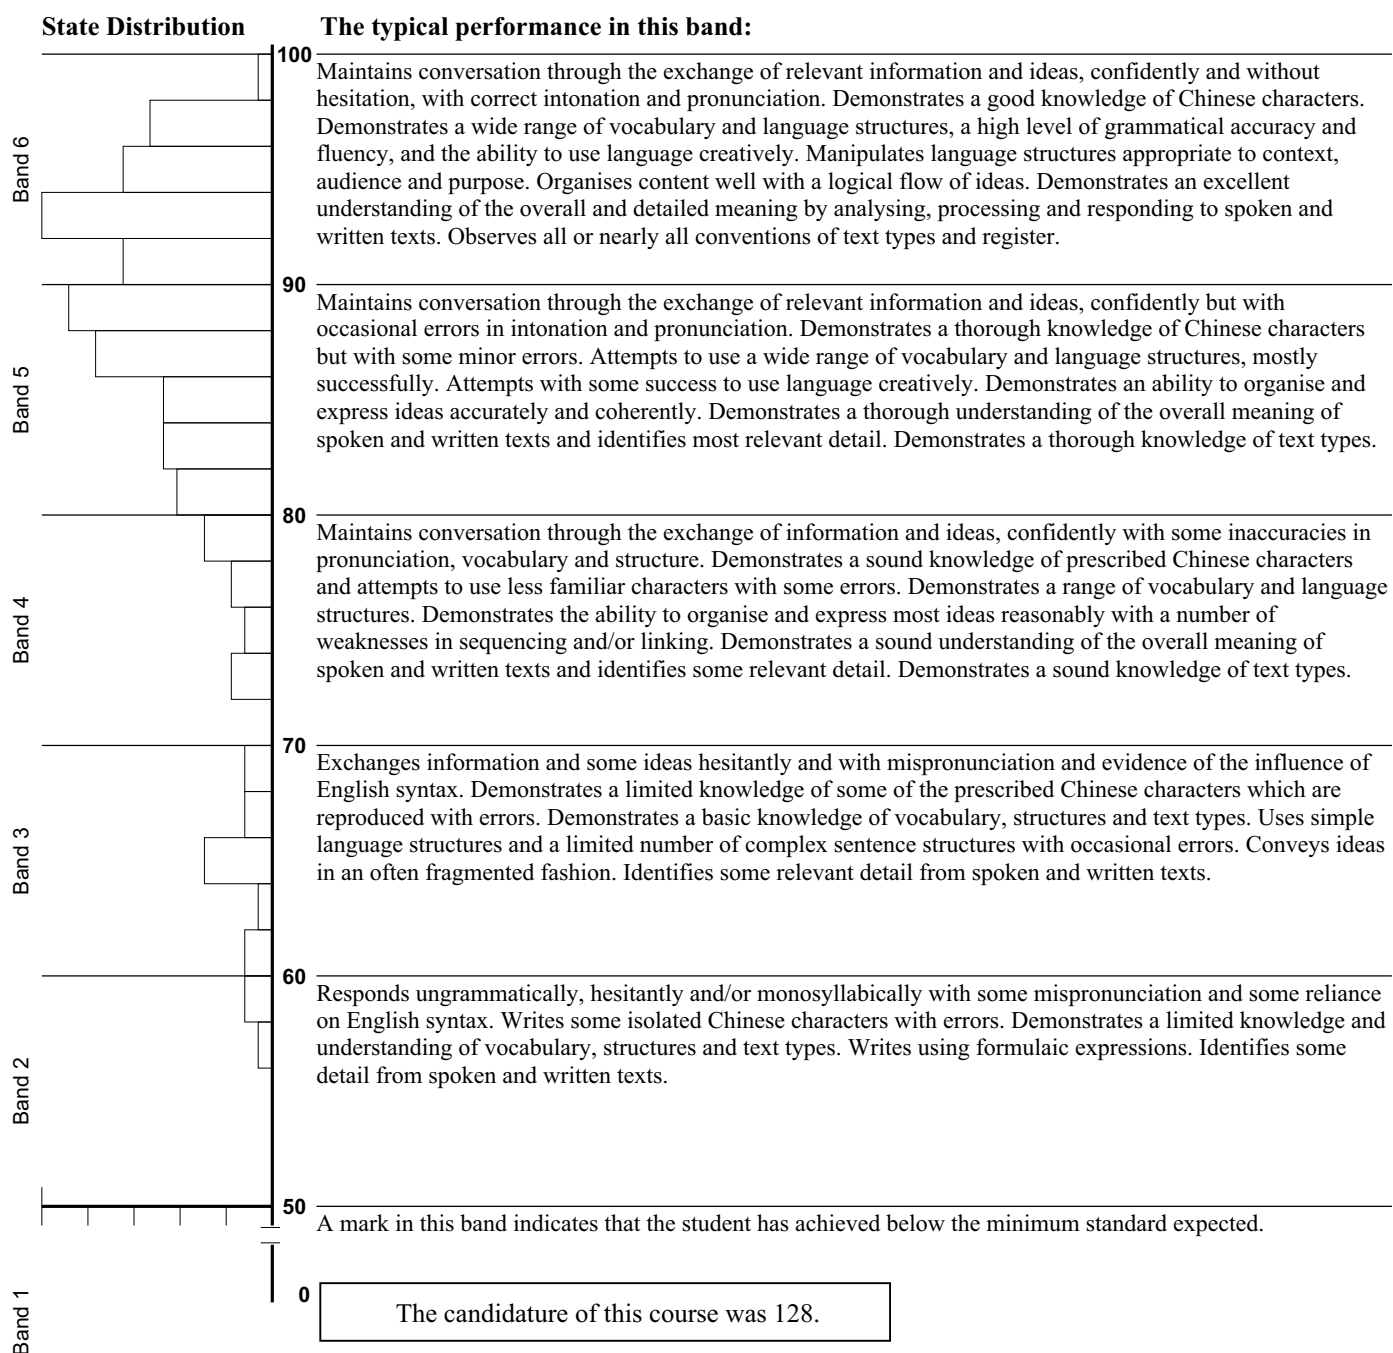 State Distribution
The typical performance in this band:
100
Maintains conversation through the exchange of relevant information and ideas, confidently and without
hesitation, with correct intonation and pronunciation. Demonstrates a good knowledge of Chinese characters.
Demonstrates a wide range of vocabulary and language structures, a high level of grammatical accuracy and
fluency, and the ability to use language creatively. Manipulates language structures appropriate to context,
audience and purpose. Organises content well with a logical flow of ideas. Demonstrates an excellent
understanding of the overall and detailed meaning by analysing, processing and responding to spoken and
written texts. Observes all or nearly all conventions of text types and register.
Band 6
90
Maintains conversation through the exchange of relevant information and ideas, confidently but with
occasional errors in intonation and pronunciation. Demonstrates a thorough knowledge of Chinese characters
but with some minor errors. Attempts to use a wide range of vocabulary and language structures, mostly
successfully. Attempts with some success to use language creatively. Demonstrates an ability to organise and
express ideas accurately and coherently. Demonstrates a thorough understanding of the overall meaning of
spoken and written texts and identifies most relevant detail. Demonstrates a thorough knowledge of text types.
Band 5
80
Maintains conversation through the exchange of information and ideas, confidently with some inaccuracies in
pronunciation, vocabulary and structure. Demonstrates a sound knowledge of prescribed Chinese characters
and attempts to use less familiar characters with some errors. Demonstrates a range of vocabulary and language
structures. Demonstrates the ability to organise and express most ideas reasonably with a number of
weaknesses in sequencing and/or linking. Demonstrates a sound understanding of the overall meaning of
spoken and written texts and identifies some relevant detail. Demonstrates a sound knowledge of text types.
Band 4
70
Exchanges information and some ideas hesitantly and with mispronunciation and evidence of the influence of
English syntax. Demonstrates a limited knowledge of some of the prescribed Chinese characters which are
reproduced with errors. Demonstrates a basic knowledge of vocabulary, structures and text types. Uses simple
language structures and a limited number of complex sentence structures with occasional errors. Conveys ideas
in an often fragmented fashion. Identifies some relevant detail from spoken and written texts.
Band 3
60
Responds ungrammatically, hesitantly and/or monosyllabically with some mispronunciation and some reliance
on English syntax. Writes some isolated Chinese characters with errors. Demonstrates a limited knowledge and
understanding of vocabulary, structures and text types. Writes using formulaic expressions. Identifies some
detail from spoken and written texts.
Band 2
50
A mark in this band indicates that the student has achieved below the minimum standard expected.
0
Band 1
The candidature of this course was 128.